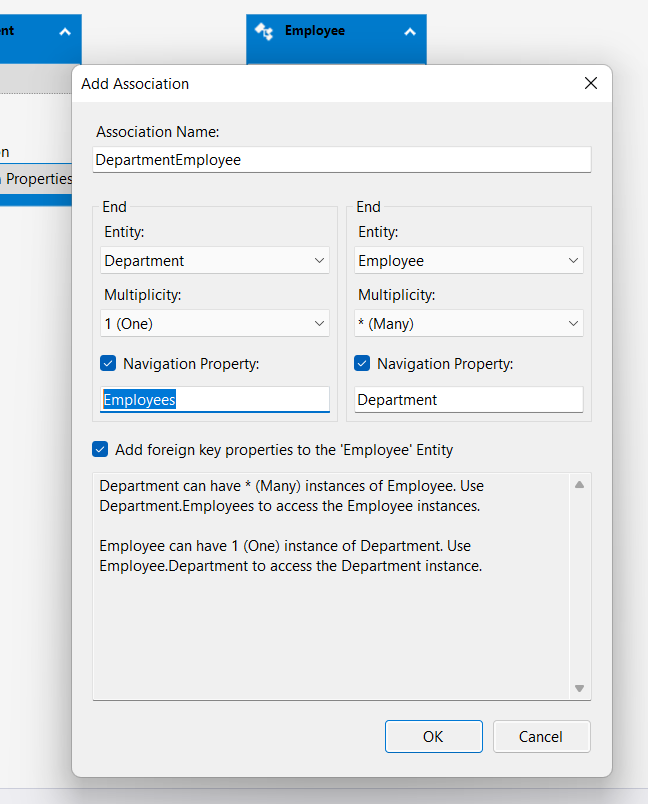 nt
Employee
Add Association
n
Properties
Association Name:
DepartmentEmployee
End
Entity:
Department
Multiplicity:
1 (One)
Navigation Property:
Employees
End
Entity:
Employee
Multiplicity:
* (Many)
Navigation Property:
Department
Add foreign key properties to the 'Employee' Entity
Department can have * (Many) instances of Employee. Use
Department.Employees to access the Employee instances.
Employee can have 1 (One) instance of Department. Use
Employee.Department to access the Department instance.
OK
Cancel